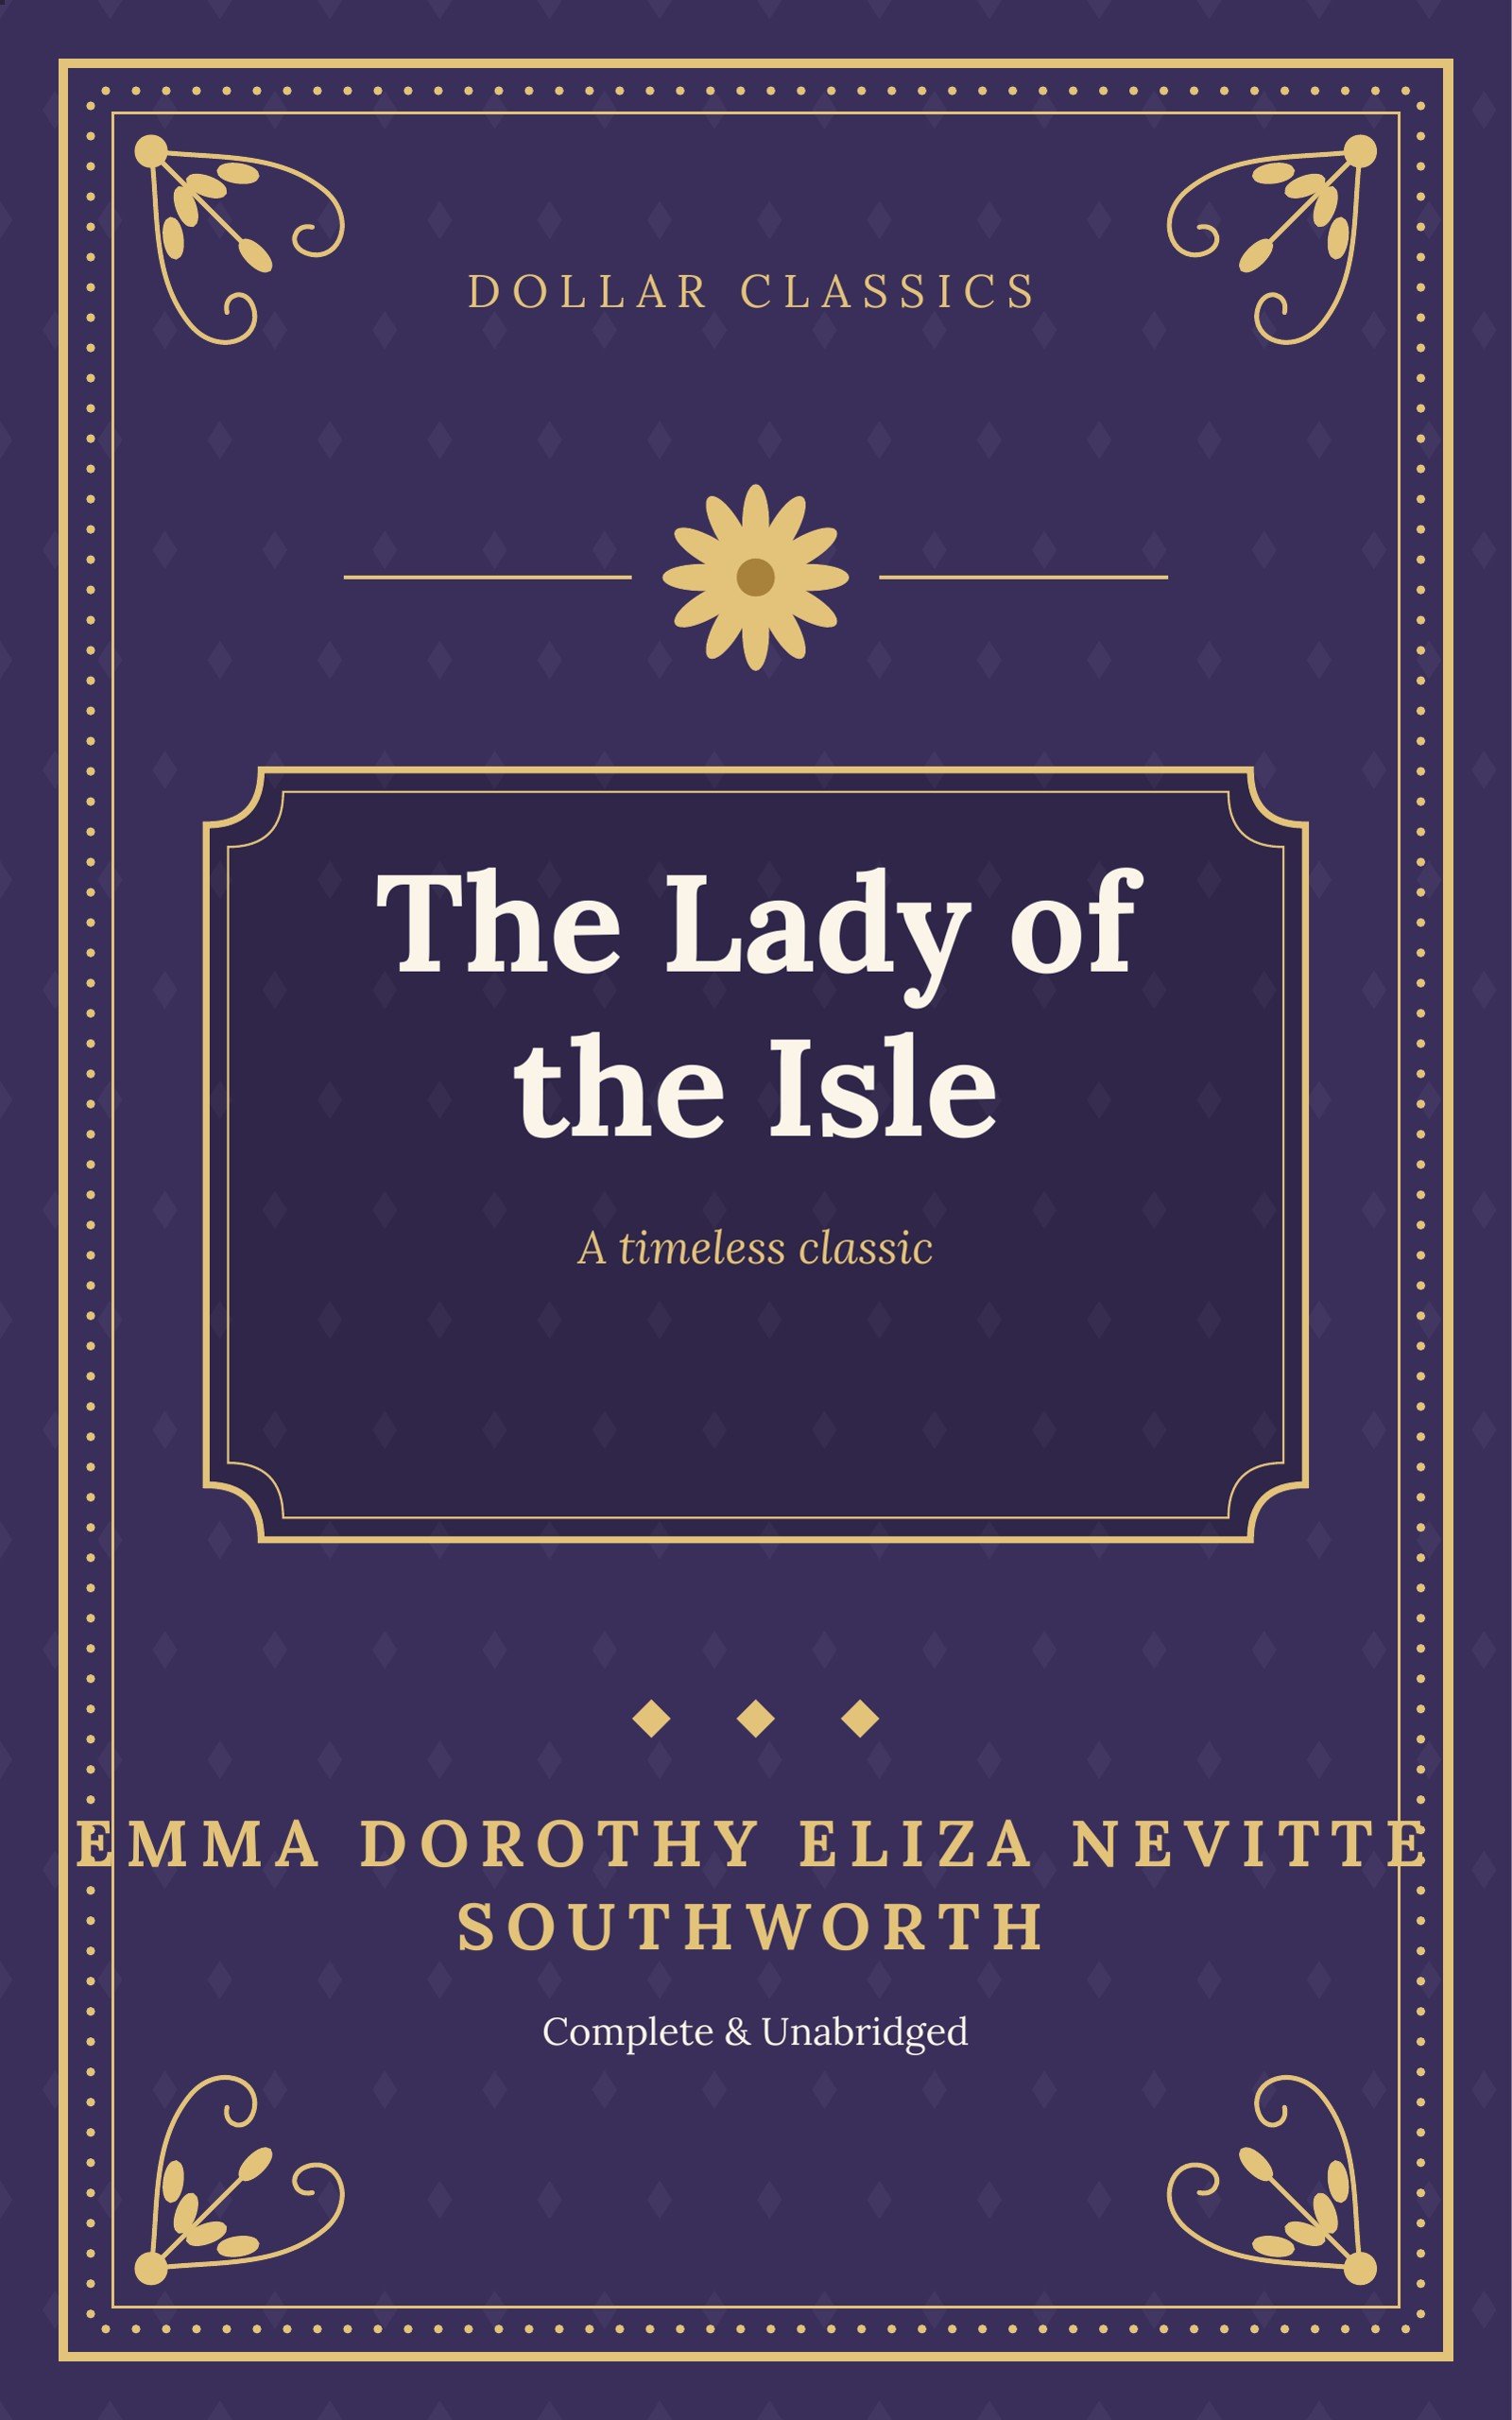 DOLLAR CLASSICS
The Lady of
the Isle
A timeless classic
EMMA DOROTHY ELIZA NEVITTE
SOUTHWORTH
Complete & Unabridged